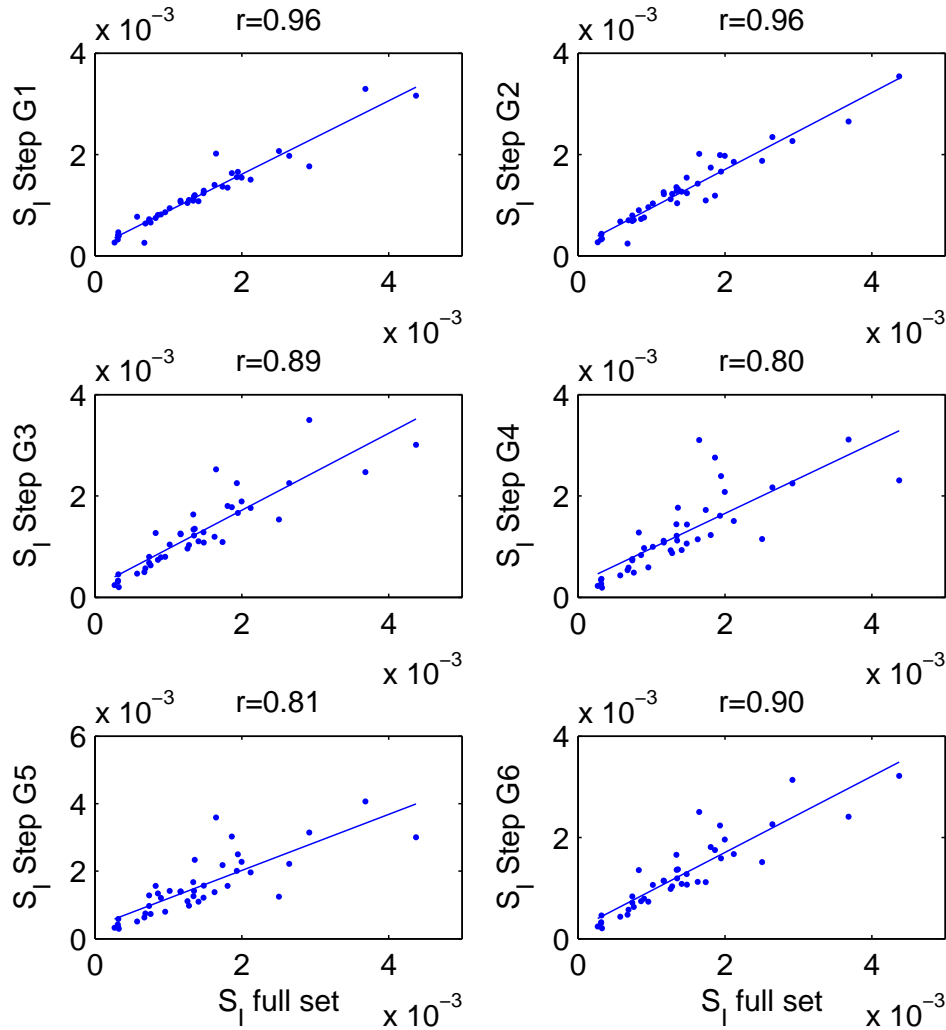 x 10−3 r=0.96
4
2
0
S_I Step G1
0 2 4
x 10−3
x 10−3 r=0.96
4
2
0
S_I Step G2
0 2 4
x 10−3
x 10−3 r=0.89
4
2
0
S_I Step G3
0 2 4
x 10−3
r=0.80
x 10−3
4
2
0
S_I Step G4
0 2 4
x 10−3
x 10−3 r=0.81
6
4
2
0
S_I Step G5
0 2 4
S_I full set x 10−3
x 10−3 r=0.90
4
2
0
S_I Step G6
0 2 4
S_I full set x 10−3